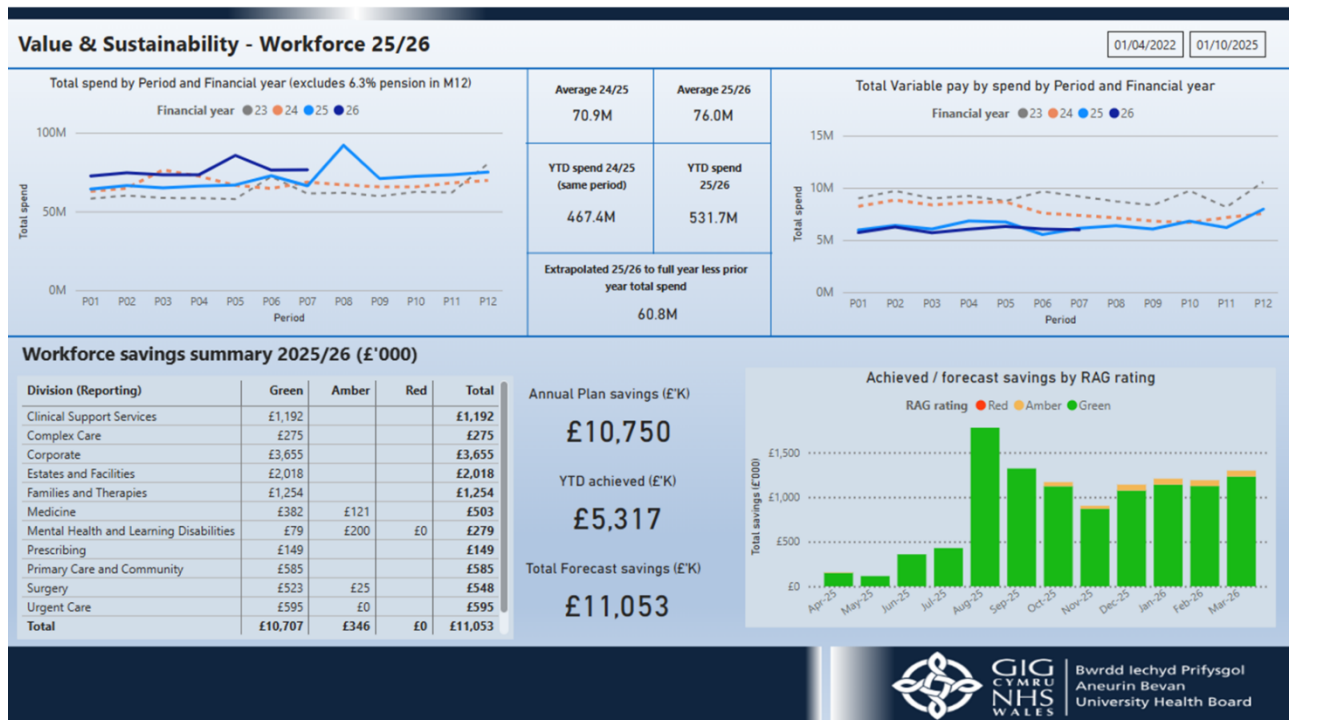 Value & Sustainability - Workforce 25/26
01/04/2022 01/10/2025
Total spend by Period and Financial year (excludes 6.3% pension in M12)
Financial year 23 24 25 26
100M
50M
0M
Total spend
P01 P02 P03 P04 P05 P06 P07 P08 P09 P10 P11 P12
Period
Average 24/25
70.9M
Average 25/26
76.0M
YTD spend 24/25
(same period)
467.4M
YTD spend
25/26
531.7M
Extrapolated 25/26 to full year less prior
year total spend
60.8M
Total Variable pay by spend by Period and Financial year
Financial year 23 24 25 26
15M
10M
5M
0M
Total spend
P01 P02 P03 P04 P05 P06 P07 P08 P09 P10 P11 P12
Period
Workforce savings summary 2025/26 (£'000)
Division (Reporting) Green Amber Red Total
Clinical Support Services £1,192 £1,192
Complex Care £275 £275
Corporate £3,655 £3,655
Estates and Facilities £2,018 £2,018
Families and Therapies £1,254 £1,254
Medicine £382 £121 £503
Mental Health and Learning Disabilities £79 £200 £0 £279
Prescribing £149 £149
Primary Care and Community £585 £585
Surgery £523 £25 £548
Urgent Care £595 £0 £595
Total £10,707 £346 £0 £11,053
Annual Plan savings (£'K)
£10,750
YTD achieved (£'K)
£5,317
Total Forecast savings (£'K)
£11,053
Achieved / forecast savings by RAG rating
RAG rating Red Amber Green
£1,500
£1,000
£500
£0
Total savings (£'000)
Apr-25 May-25 Jun-25 Jul-25 Aug-25 Sep-25 Oct-25 Nov-25 Dec-25 Jan-26 Feb-26 Mar-26
GIG
CYMRU
NHS
WALES
Bwrdd Iechyd Prifysgol
Aneurin Bevan
University Health Board